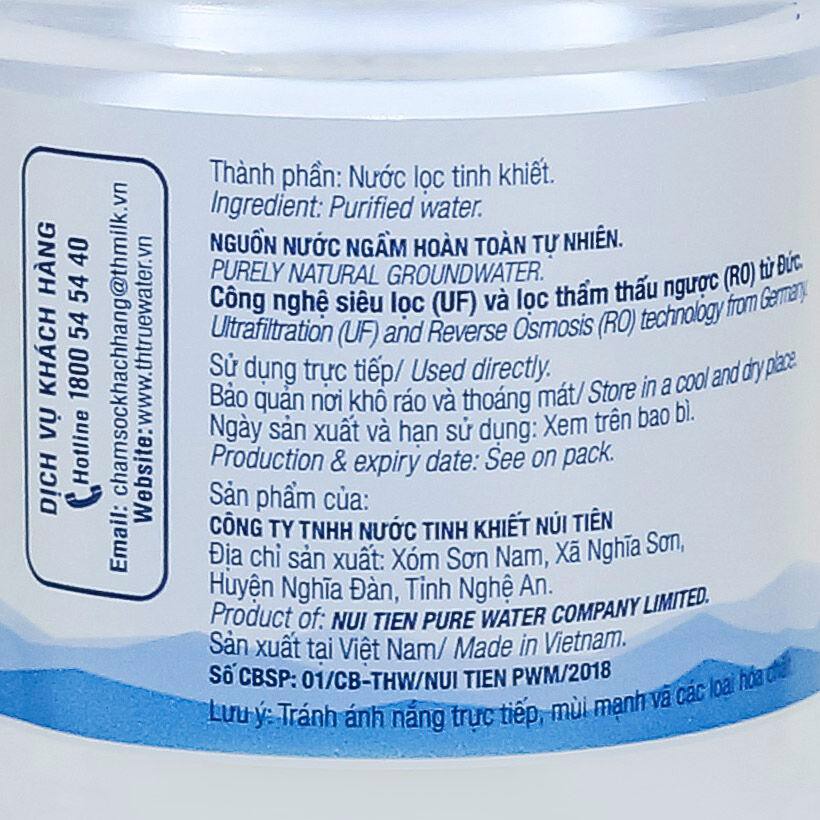 DỊCH VỤ KHÁCH HÀNG
Hotline 1800 54 54 40
Email: chamsockhachhang@thmilk.vn
Website: www.thtruewater.vn
Thành phần: Nước lọc tinh khiết.
Ingredient: Purified water.
NGUỒN NƯỚC NGẦM HOÀN TOÀN TỰ NHIÊN.
PURELY NATURAL GROUNDWATER.
Công nghệ siêu lọc (UF) và lọc thẩm thấu ngược (RO) từ Đức.
Ultrafiltration (UF) and Reverse Osmosis (RO) technology from Germany.
Sử dụng trực tiếp/ Used directly.
Bảo quản nơi khô ráo và thoáng mát/ Store in a cool and dry place.
Ngày sản xuất và hạn sử dụng: Xem trên bao bì.
Production & expiry date: See on pack.
Sản phẩm của:
CÔNG TY TNHH NƯỚC TINH KHIẾT NÚI TIÊN
Địa chỉ sản xuất: Xóm Sơn Nam, Xã Nghĩa Sơn,
Huyện Nghĩa Đàn, Tỉnh Nghệ An.
Product of: NUI TIEN PURE WATER COMPANY LIMITED.
Sản xuất tại Việt Nam/ Made in Vietnam.
Số CBSP: 01/CB-THW/NUI TIEN PWM/2018
Lưu ý: Tránh ánh nắng trực tiếp, mùi mạnh và các loại hóa chất